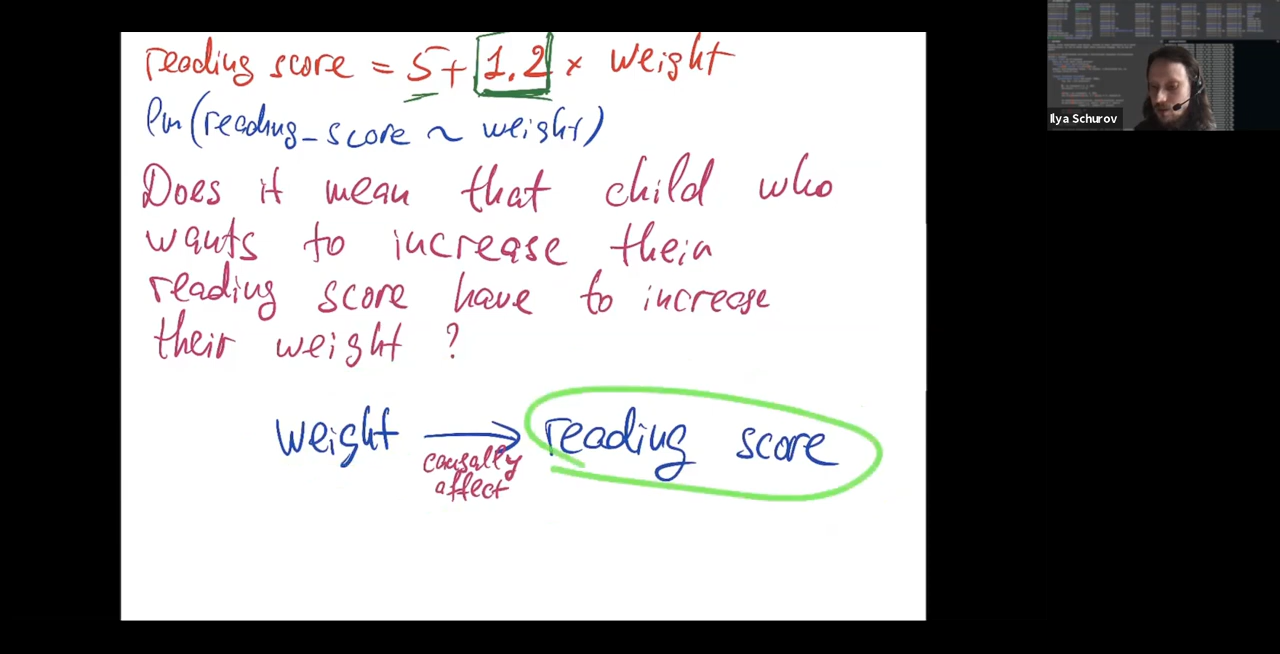 reading score = 5 + 1.2 × weight
lm(reading_score ~ weight)
Does it mean that child who
wants to increase their
reading score have to increase
their weight ?
weight → reading score
causally
affect
Ilya Schurov